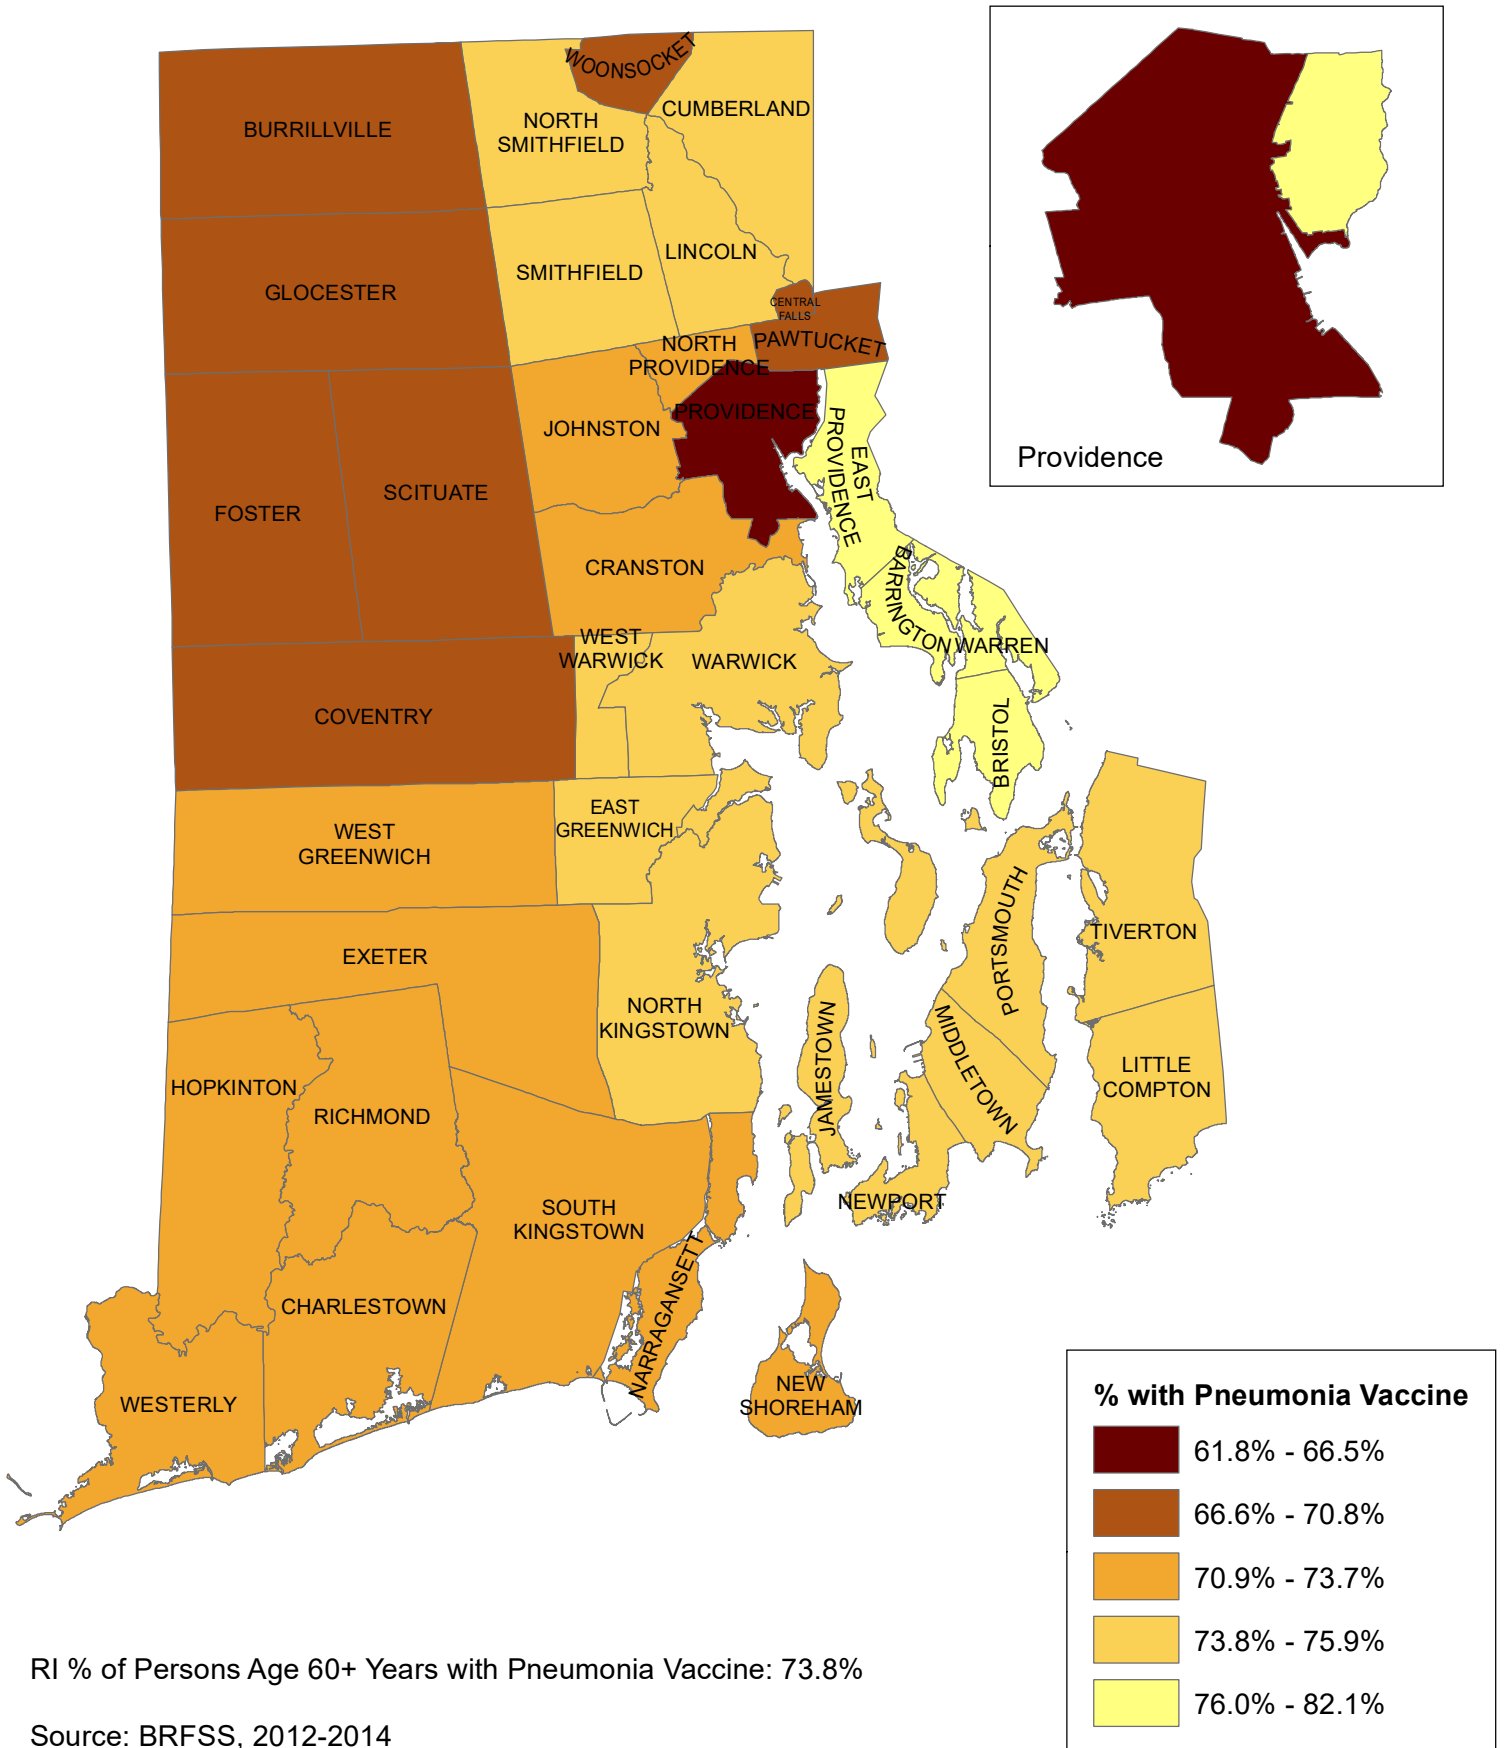 WOONSOCKET
CUMBERLAND
BURRILLVILLE
NORTH
SMITHFIELD
LINCOLN
SMITHFIELD
GLOCESTER
CENTRAL
FALLS
PAWTUCKET
NORTH
PROVIDENCE
PROVIDENCE
JOHNSTON
EAST
PROVIDENCE
Providence
SCITUATE
FOSTER
CRANSTON
BARRINGTON
WARREN
WEST
WARWICK
WARWICK
COVENTRY
BRISTOL
EAST
GREENWICH
WEST
GREENWICH
PORTSMOUTH
TIVERTON
EXETER
NORTH
KINGSTOWN
JAMESTOWN
MIDDLETOWN
LITTLE
COMPTON
HOPKINTON
RICHMOND
NEWPORT
SOUTH
KINGSTOWN
NARRAGANSETT
CHARLESTOWN
WESTERLY
NEW
SHOREHAM
% with Pneumonia Vaccine
61.8% - 66.5%
66.6% - 70.8%
70.9% - 73.7%
73.8% - 75.9%
76.0% - 82.1%
RI % of Persons Age 60+ Years with Pneumonia Vaccine: 73.8%
Source: BRFSS, 2012-2014